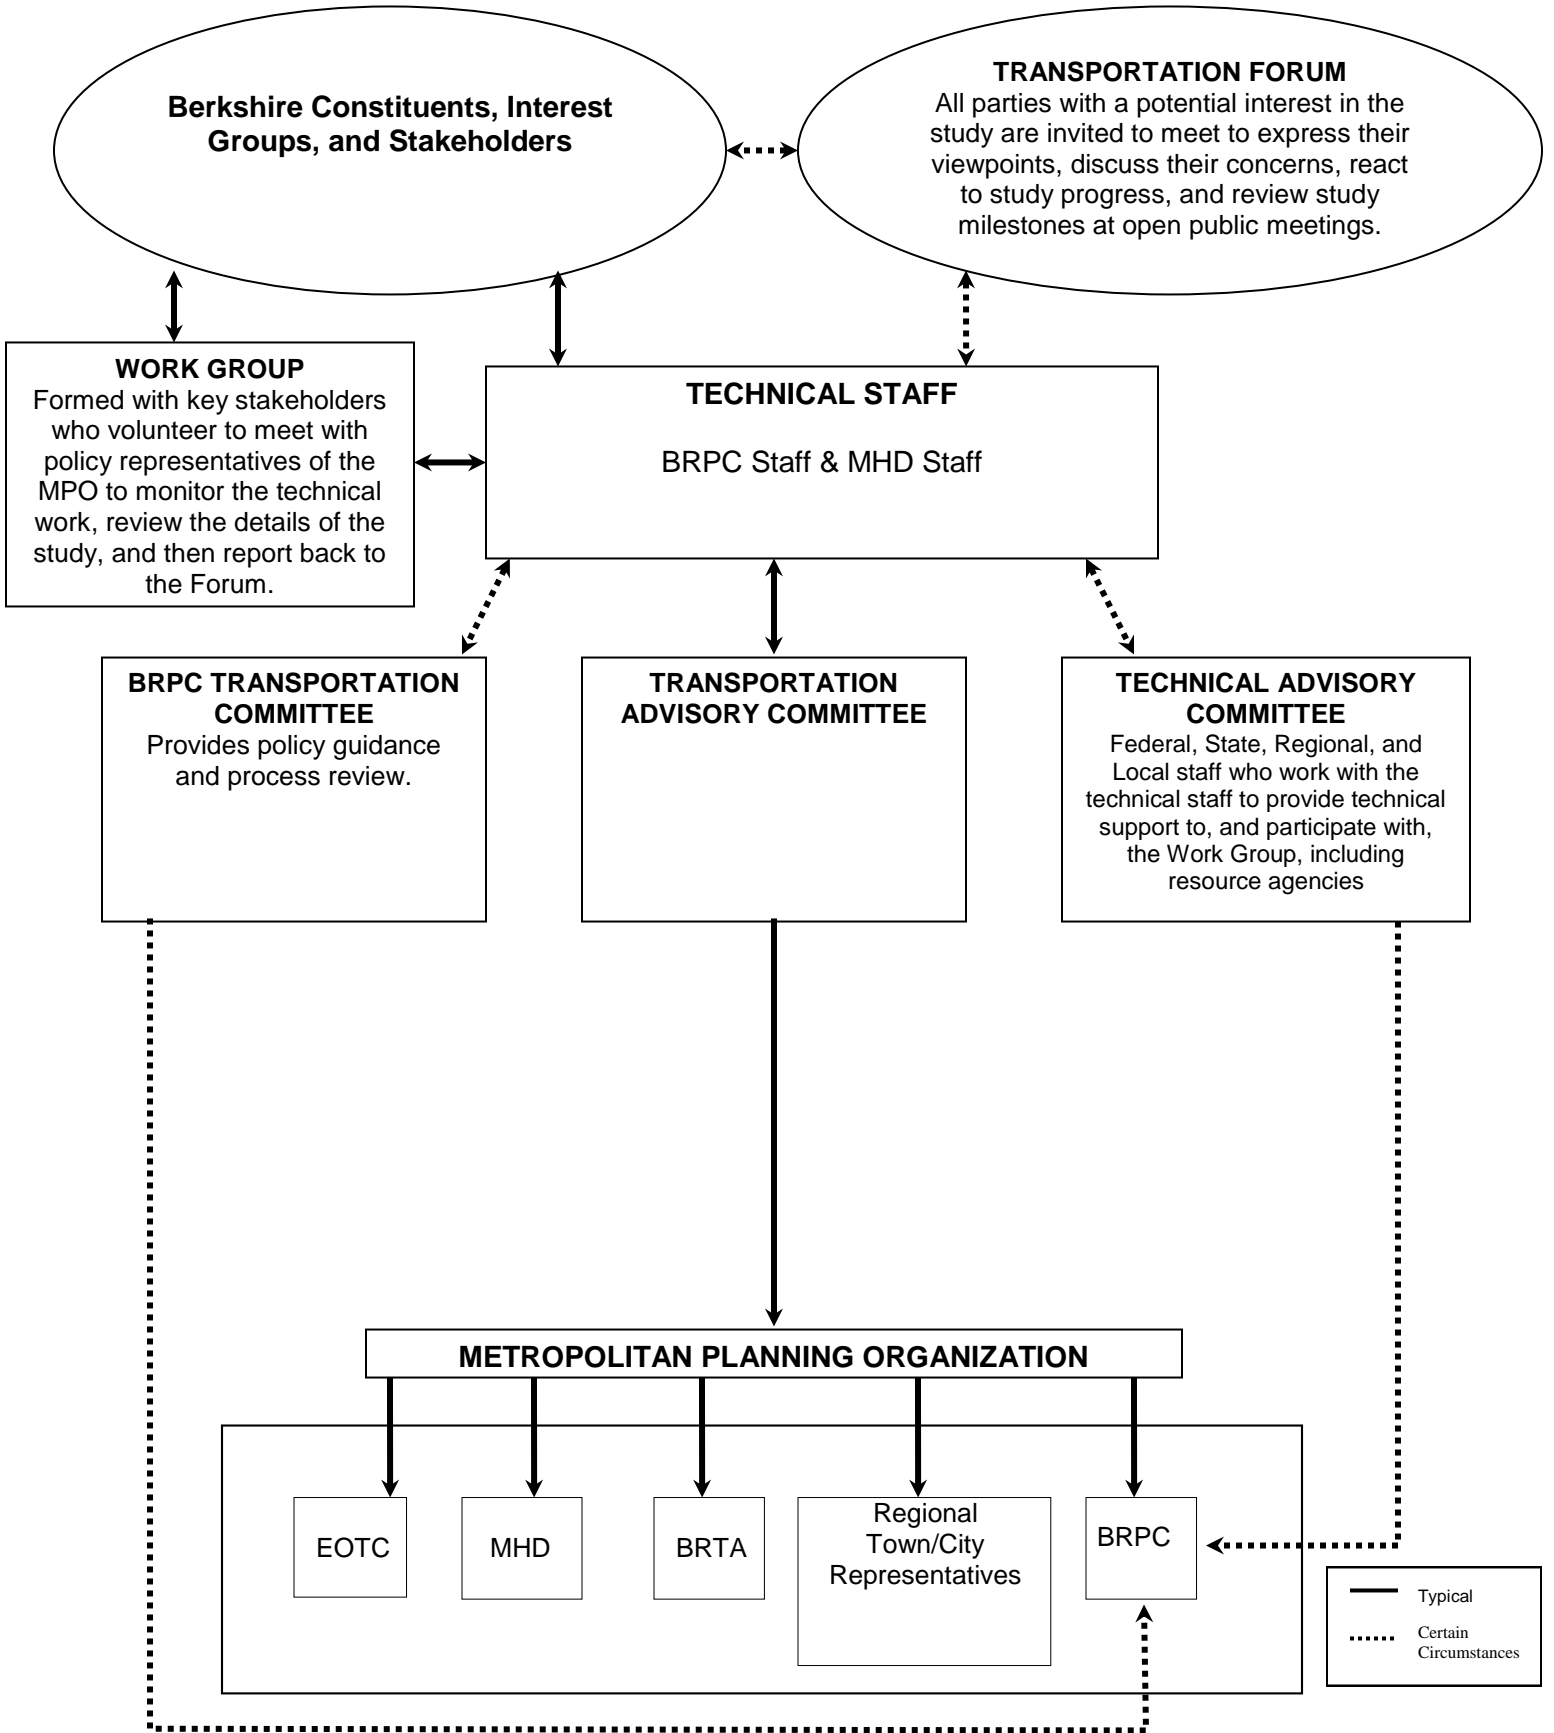 Berkshire Constituents, Interest
Groups, and Stakeholders
TRANSPORTATION FORUM
All parties with a potential interest in the
study are invited to meet to express their
viewpoints, discuss their concerns, react
to study progress, and review study
milestones at open public meetings.
WORK GROUP
Formed with key stakeholders
who volunteer to meet with
policy representatives of the
MPO to monitor the technical
work, review the details of the
study, and then report back to
the Forum.
TECHNICAL STAFF
BRPC Staff & MHD Staff
BRPC TRANSPORTATION
COMMITTEE
Provides policy guidance
and process review.
TRANSPORTATION
ADVISORY COMMITTEE
TECHNICAL ADVISORY
COMMITTEE
Federal, State, Regional, and
Local staff who work with the
technical staff to provide technical
support to, and participate with,
the Work Group, including
resource agencies
METROPOLITAN PLANNING ORGANIZATION
EOTC
MHD
BRTA
Regional
Town/City
Representatives
BRPC
Typical
Certain
Circumstances